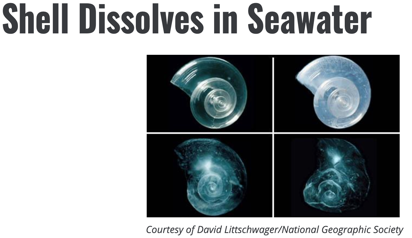 Shell Dissolves in Seawater
Courtesy of David Littschwager/National Geographic Society